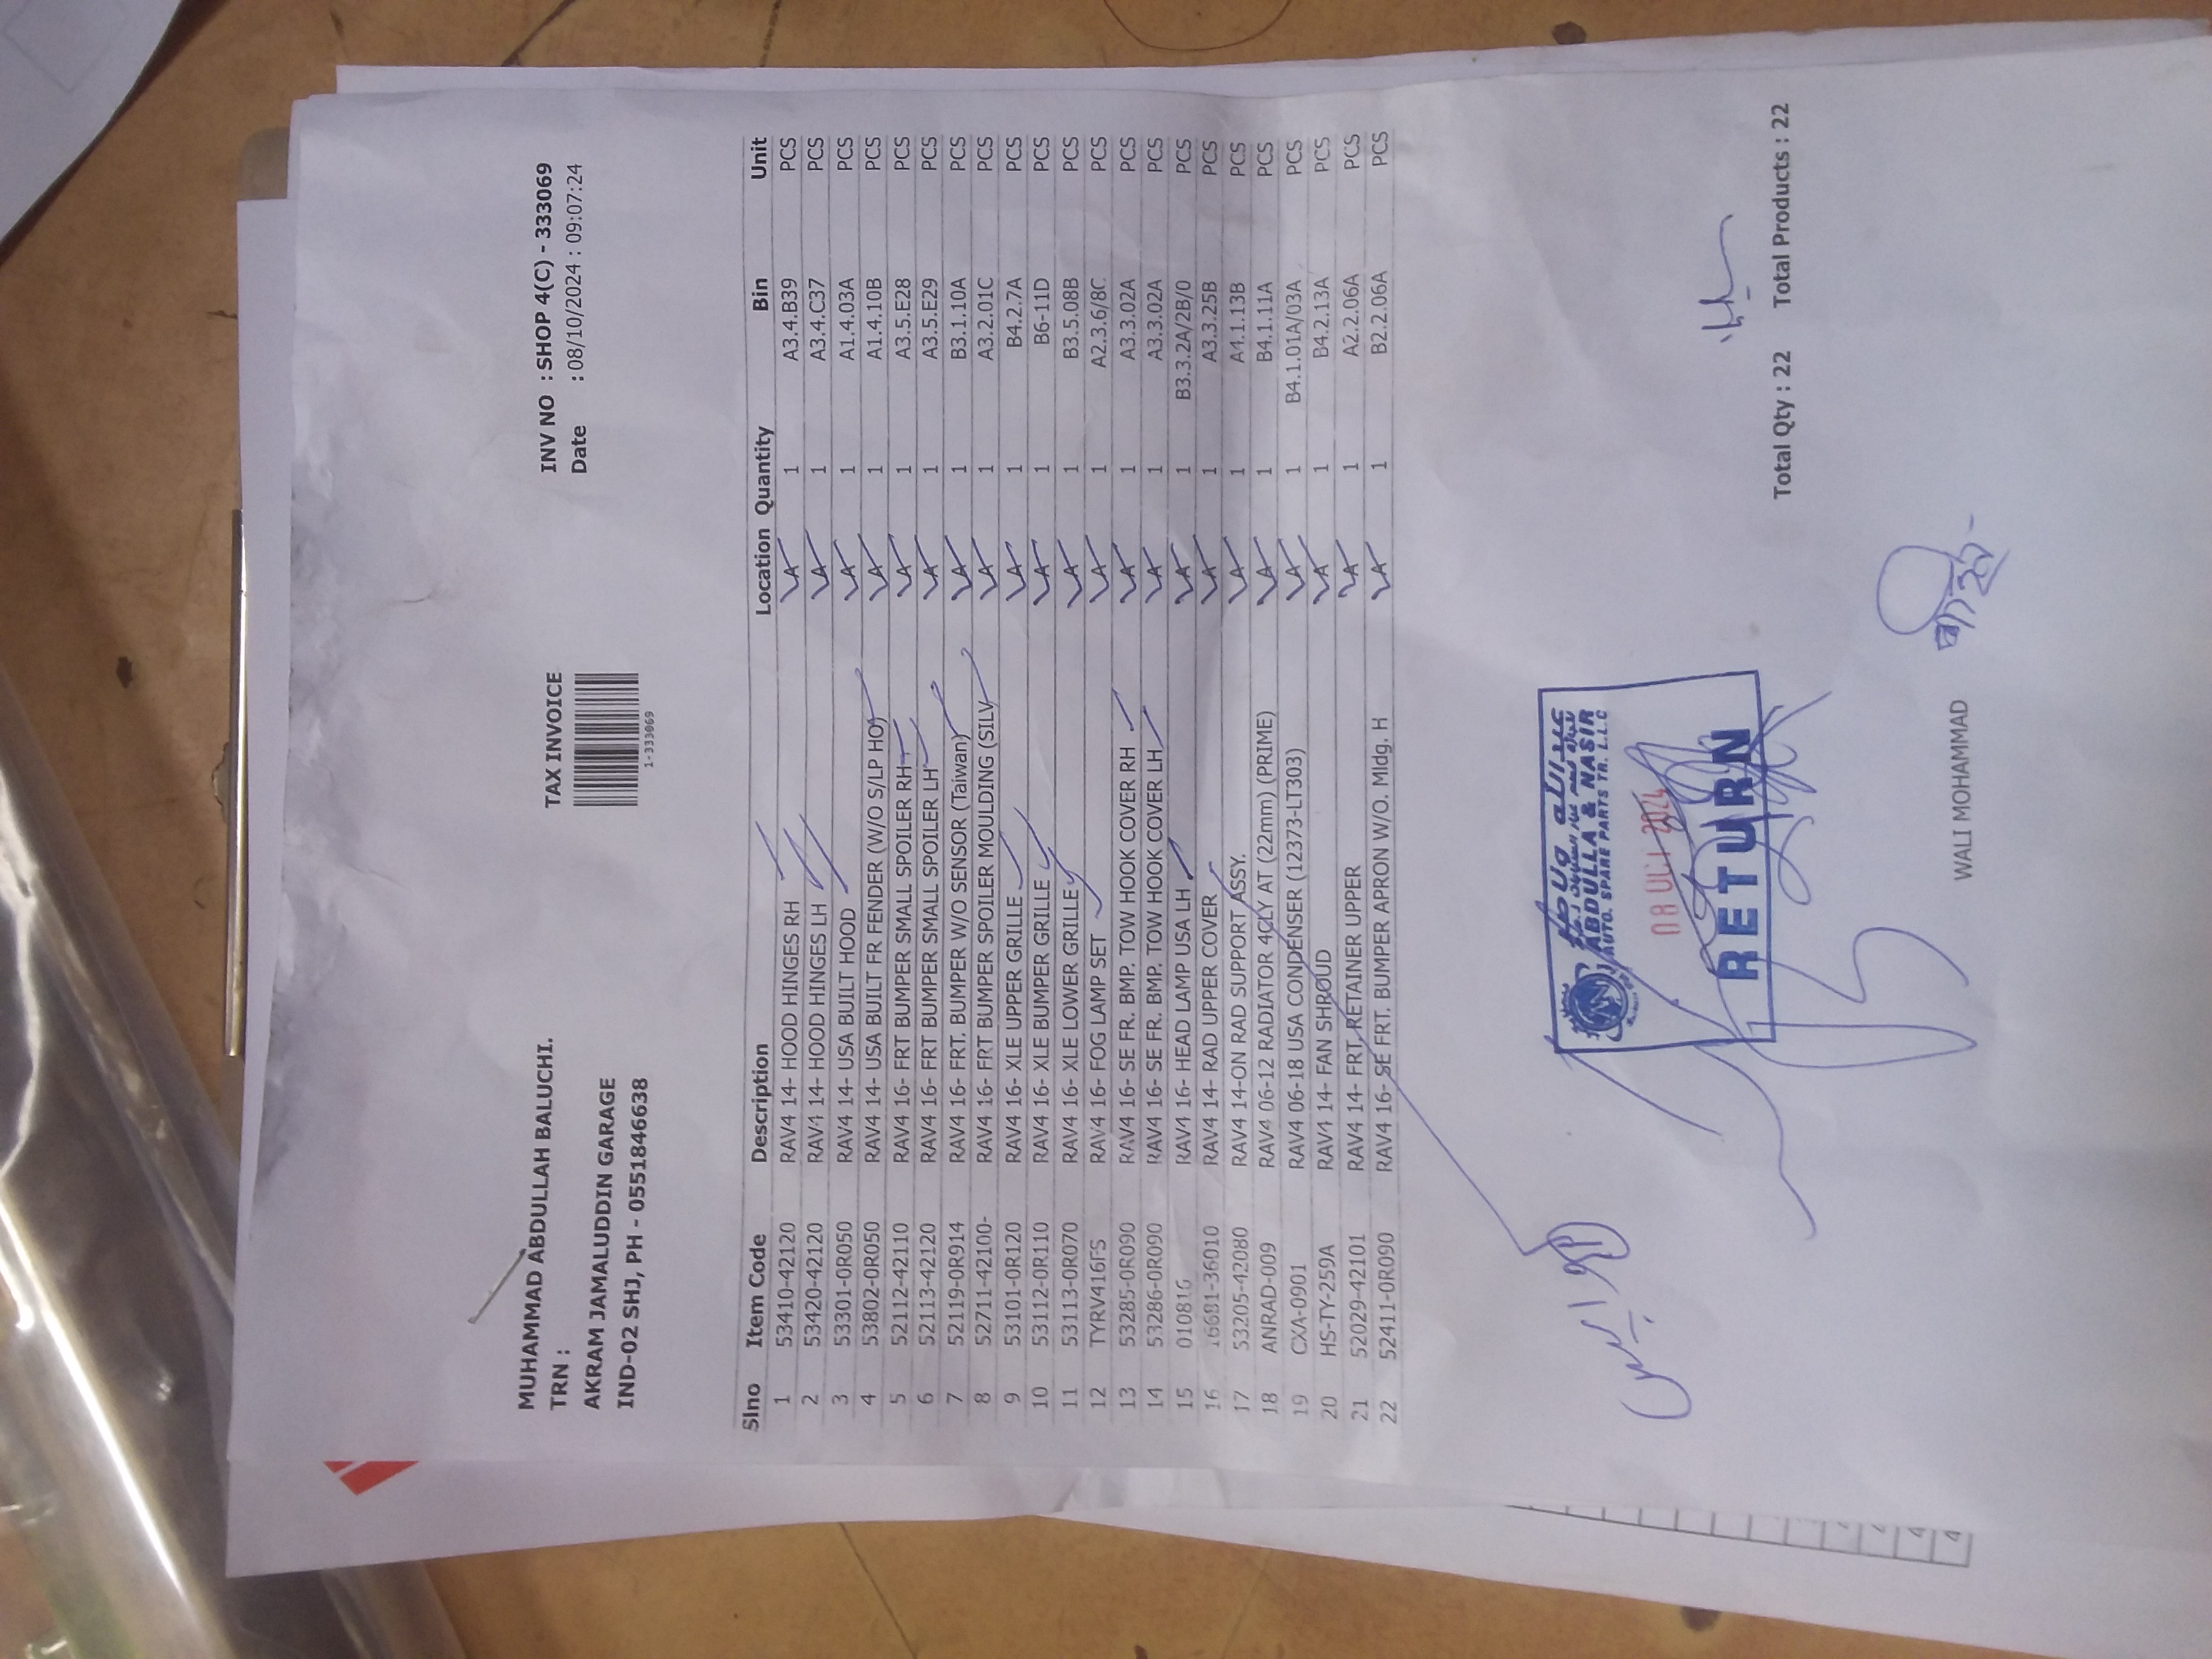 TAX INVOICE
1-333069
MUHAMMAD ABDULLAH BALUCHI.
TRN :
AKRAM JAMALUDDIN GARAGE
IND-02 SHJ, PH - 0551846638
INV NO : SHOP 4(C) - 333069
Date : 08/10/2024 : 09:07:24
Slno Item Code Description Location Quantity Bin Unit
1 53410-42120 RAV4 14- HOOD HINGES RH A 1 A3.4.B39 PCS
2 53420-42120 RAV4 14- HOOD HINGES LH A 1 A3.4.C37 PCS
3 53301-0R050 RAV4 14- USA BUILT HOOD A 1 A1.4.03A PCS
4 53802-0R050 RAV4 14- USA BUILT FR FENDER (W/O S/LP HO) A 1 A1.4.10B PCS
5 52112-42110 RAV4 16- FRT BUMPER SMALL SPOILER RH A 1 A3.5.E28 PCS
6 52113-42120 RAV4 16- FRT BUMPER SMALL SPOILER LH A 1 A3.5.E29 PCS
7 52119-0R914 RAV4 16- FRT. BUMPER W/O SENSOR (Taiwan) A 1 B3.1.10A PCS
8 52711-42100- RAV4 16- FRT BUMPER SPOILER MOULDING (SILV A 1 A3.2.01C PCS
9 53101-0R120 RAV4 16- XLE UPPER GRILLE A 1 B4.2.7A PCS
10 53112-0R110 RAV4 16- XLE BUMPER GRILLE A 1 B6-11D PCS
11 53113-0R070 RAV4 16- XLE LOWER GRILLE A 1 B3.5.08B PCS
12 TYRV416FS RAV4 16- FOG LAMP SET A 1 A2.3.6/8C PCS
13 53285-0R090 RAV4 16- SE FR. BMP. TOW HOOK COVER RH A 1 A3.3.02A PCS
14 53286-0R090 RAV4 16- SE FR. BMP. TOW HOOK COVER LH A 1 A3.3.02A PCS
15 01081G RAV4 16- HEAD LAMP USA LH A 1 B3.3.2A/2B/0 PCS
16 16681-36010 RAV4 14- RAD UPPER COVER A 1 A3.3.25B PCS
17 53205-42080 RAV4 14-ON RAD SUPPORT ASSY. A 1 A4.1.13B PCS
18 ANRAD-009 RAV4 06-12 RADIATOR 4CLY AT (22mm) (PRIME) A 1 B4.1.11A PCS
19 CXA-0901 RAV4 06-18 USA CONDENSER (12373-LT303) A 1 B4.1.01A/03A PCS
20 HS-TY-259A RAV4 14- FAN SHROUD A 1 B4.2.13A PCS
21 52029-42101 RAV4 14- FRT. RETAINER UPPER A 1 A2.2.06A PCS
22 52411-0R090 RAV4 16- SE FRT. BUMPER APRON W/O. Mldg. H A 1 B2.2.06A PCS
ABDULLA & NASIR
AUTO. SPARE PARTS TR. L.L.C
08 OCT 2024
RETURN
Total Qty : 22 Total Products : 22
WALI MOHAMMAD